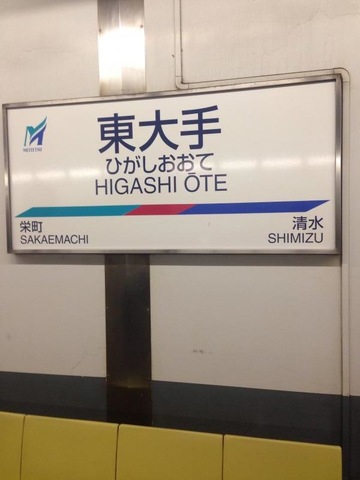 MEITETSU
東大手
ひがしおおて
HIGASHI ŌTE
栄町
SAKAEMACHI
清水
SHIMIZU